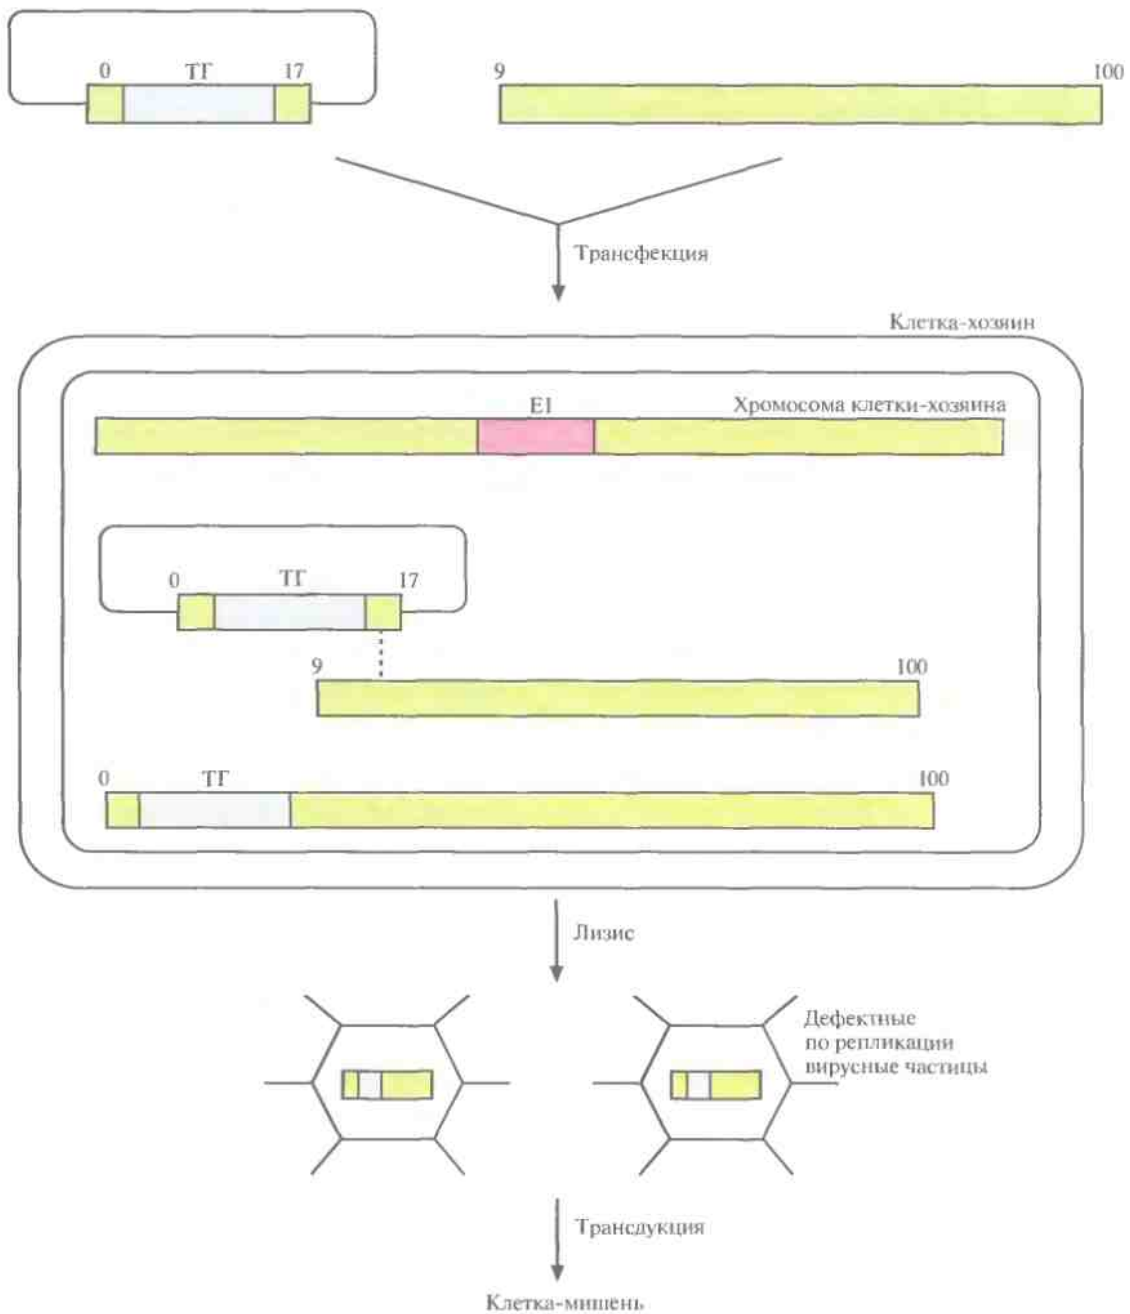 0 ТГ 17
9 100
Трансфекция
Клетка-хозяин
Е1 Хромосома клетки-хозяина
0 ТГ 17
9 100
0 ТГ 100
Лизис
Дефектные
по репликации
вирусные частицы
Трансдукция
Клетка-мишень